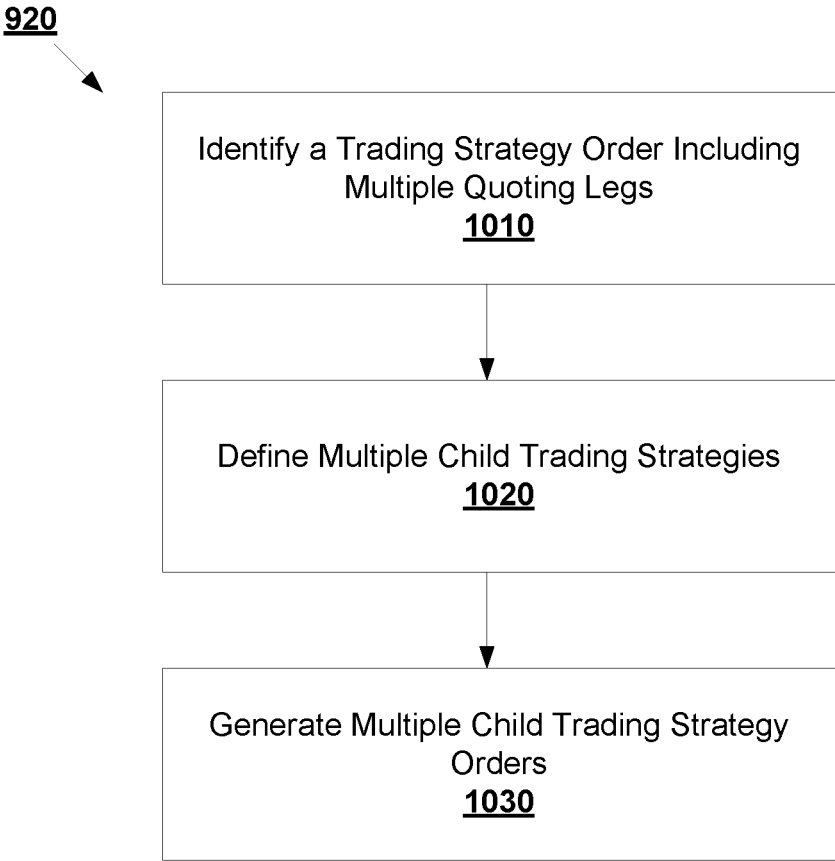 920
Identify a Trading Strategy Order Including
Multiple Quoting Legs
1010
Define Multiple Child Trading Strategies
1020
Generate Multiple Child Trading Strategy
Orders
1030